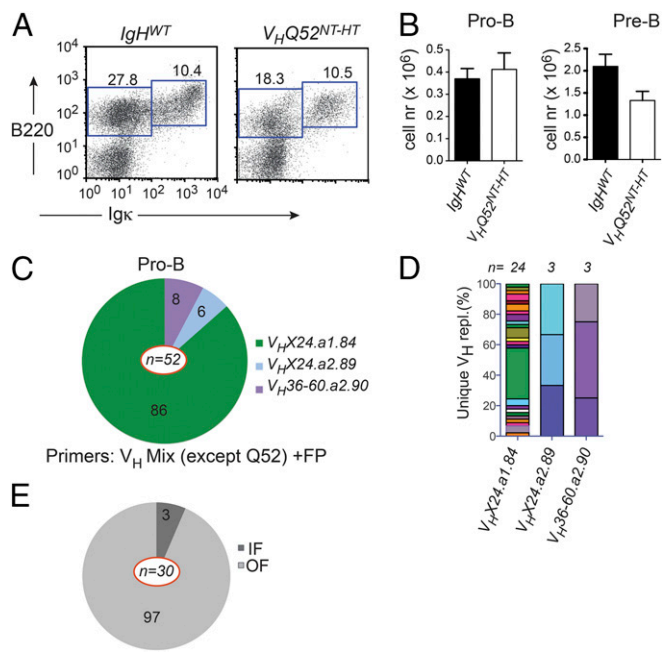 A
IgH^WT
V_HQ52^NT-HT
10^4
10^3
10^2
10^1
10^0
27.8
10.4
18.3
10.5
B220
10^0 10^1 10^2 10^3 10^4
10^0 10^1 10^2 10^3 10^4
Igκ
B
Pro-B
Pre-B
cell nr (x 10^6)
0.6
0.4
0.2
0.0
IgH^WT
V_HQ52^NT-HT
cell nr (x 10^6)
2.5
2.0
1.5
1.0
0.5
0.0
IgH^WT
V_HQ52^NT-HT
C
Pro-B
8
6
n=52
86
V_HX24.a1.84
V_HX24.a2.89
V_H36-60.a2.90
Primers: V_H Mix (except Q52) +FP
D
n= 24 3 3
Unique V_H repl.(%)
100
80
60
40
20
0
V_HX24.a1.84
V_HX24.a2.89
V_H36-60.a2.90
E
3
n=30
97
IF
OF